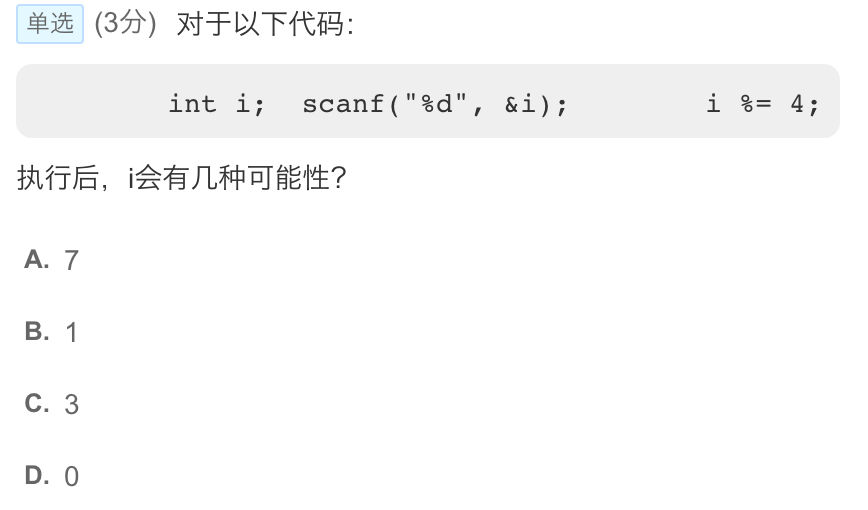 单选 (3分) 对于以下代码:
int i; scanf("%d", &i); i %= 4;
执行后，i会有几种可能性?
A. 7
B. 1
C. 3
D. 0